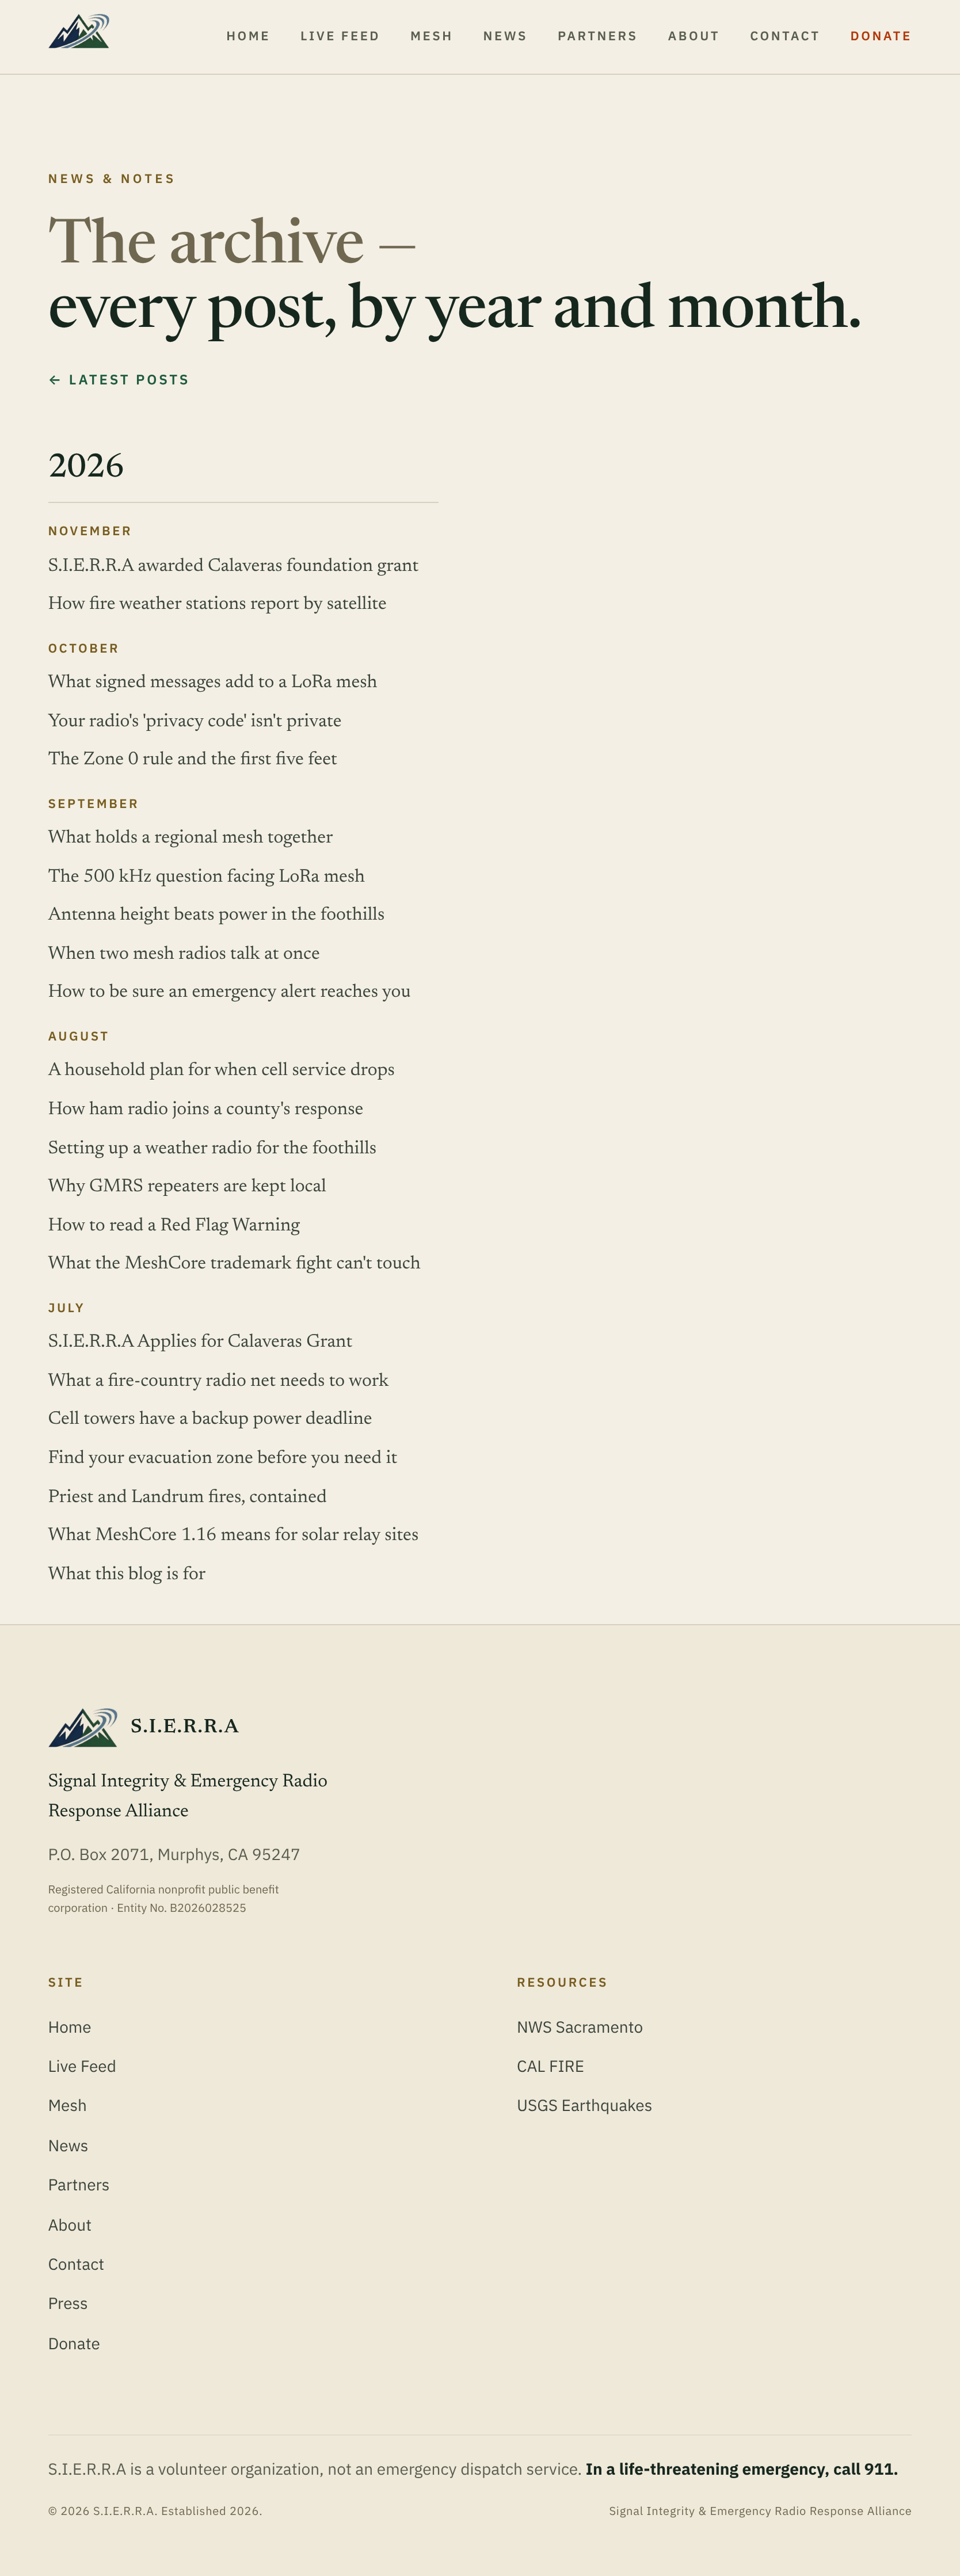 HOME LIVE FEED MESH NEWS PARTNERS ABOUT CONTACT DONATE
NEWS & NOTES
The archive —
every post, by year and month.
← LATEST POSTS
2026
NOVEMBER
S.I.E.R.R.A awarded Calaveras foundation grant
How fire weather stations report by satellite
OCTOBER
What signed messages add to a LoRa mesh
Your radio's 'privacy code' isn't private
The Zone 0 rule and the first five feet
SEPTEMBER
What holds a regional mesh together
The 500 kHz question facing LoRa mesh
Antenna height beats power in the foothills
When two mesh radios talk at once
How to be sure an emergency alert reaches you
AUGUST
A household plan for when cell service drops
How ham radio joins a county's response
Setting up a weather radio for the foothills
Why GMRS repeaters are kept local
How to read a Red Flag Warning
What the MeshCore trademark fight can't touch
JULY
S.I.E.R.R.A Applies for Calaveras Grant
What a fire-country radio net needs to work
Cell towers have a backup power deadline
Find your evacuation zone before you need it
Priest and Landrum fires, contained
What MeshCore 1.16 means for solar relay sites
What this blog is for
S.I.E.R.R.A
Signal Integrity & Emergency Radio
Response Alliance
P.O. Box 2071, Murphys, CA 95247
Registered California nonprofit public benefit
corporation · Entity No. B2026028525
SITE
Home
Live Feed
Mesh
News
Partners
About
Contact
Press
Donate
RESOURCES
NWS Sacramento
CAL FIRE
USGS Earthquakes
S.I.E.R.R.A is a volunteer organization, not an emergency dispatch service. In a life-threatening emergency, call 911.
© 2026 S.I.E.R.R.A. Established 2026.
Signal Integrity & Emergency Radio Response Alliance